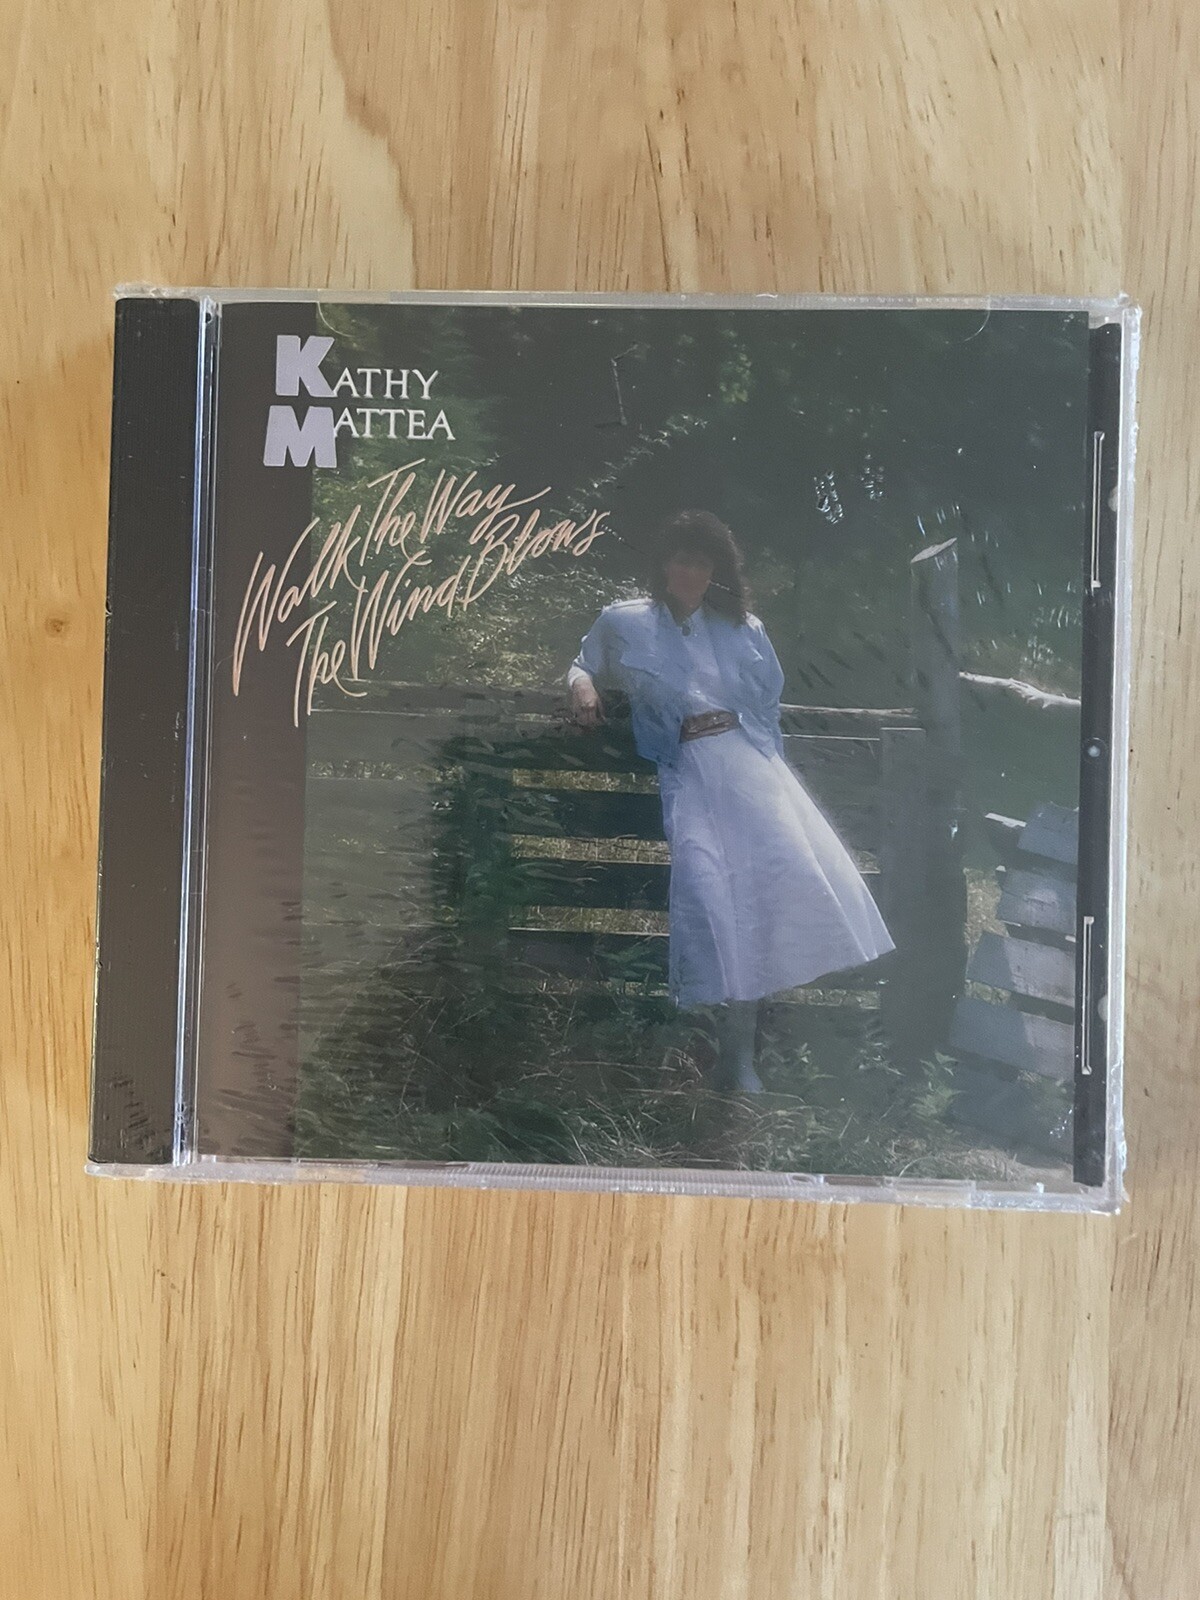 KATHY
MATTEA
Walk The Way
The Wind Blows